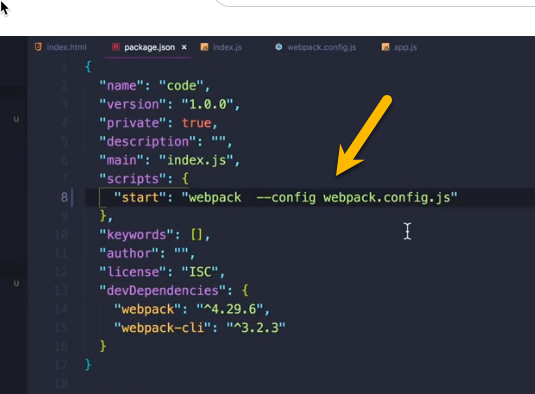 index.html package.json × index.js webpack.config.js app.js
1 {
2 "name": "code",
3 "version": "1.0.0",
4 "private": true,
5 "description": "",
6 "main": "index.js",
7 "scripts": {
8 "start": "webpack  --config webpack.config.js"
9 },
10 "keywords": [],
11 "author": "",
12 "license": "ISC",
13 "devDependencies": {
14 "webpack": "^4.29.6",
15 "webpack-cli": "^3.2.3"
16 }
17 }
18
U
U